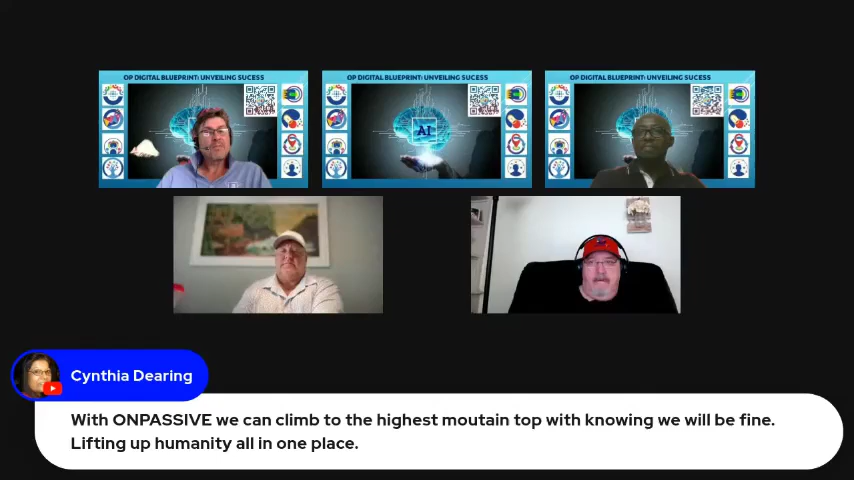 OP DIGITAL BLUEPRINT: UNVEILING SUCESS
OP DIGITAL BLUEPRINT: UNVEILING SUCESS
OP DIGITAL BLUEPRINT: UNVEILING SUCESS
AI
Cynthia Dearing
With ONPASSIVE we can climb to the highest moutain top with knowing we will be fine.
Lifting up humanity all in one place.